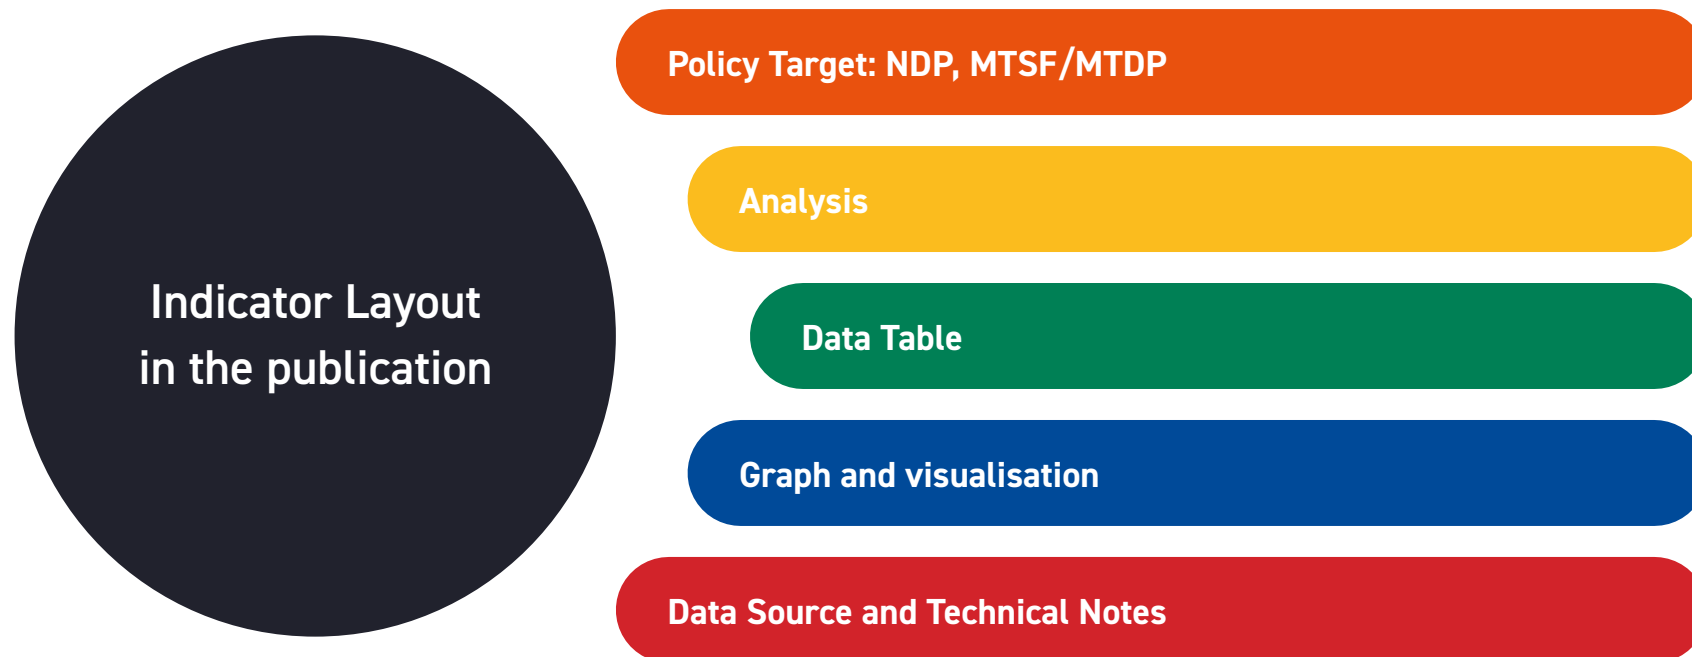 Indicator Layout
in the publication
Policy Target: NDP, MTSF/MTDP
Analysis
Data Table
Graph and visualisation
Data Source and Technical Notes